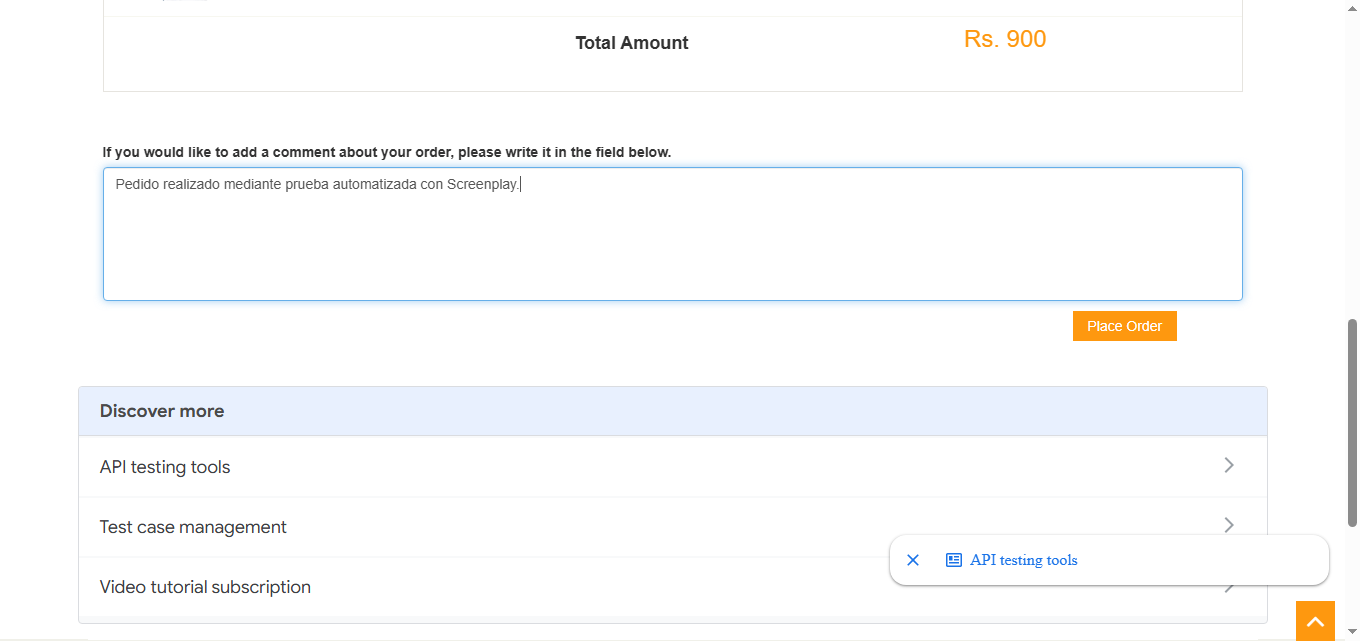 Total Amount Rs. 900
If you would like to add a comment about your order, please write it in the field below.
Pedido realizado mediante prueba automatizada con Screenplay.
Place Order
Discover more
API testing tools
Test case management
API testing tools
Video tutorial subscription